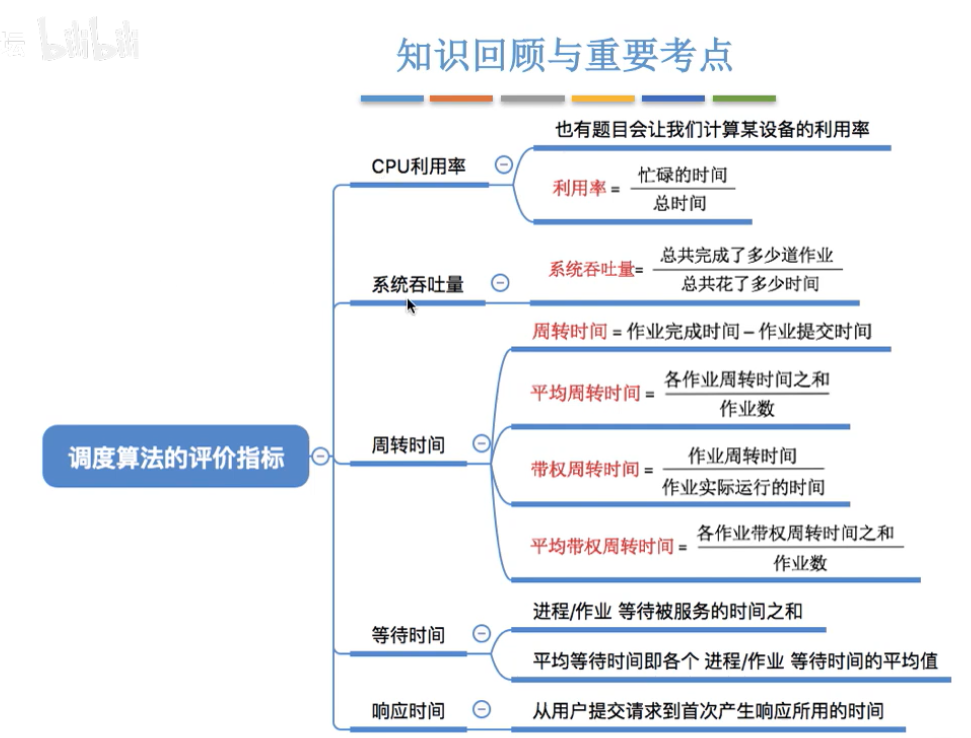 bilibili
知识回顾与重要考点
调度算法的评价指标
CPU利用率
也有题目会让我们计算某设备的利用率
利用率 = 忙碌的时间
总时间
系统吞吐量
系统吞吐量= 总共完成了多少道作业
总共花了多少时间
周转时间
周转时间 = 作业完成时间 – 作业提交时间
平均周转时间 = 各作业周转时间之和
作业数
带权周转时间 = 作业周转时间
作业实际运行的时间
平均带权周转时间 = 各作业带权周转时间之和
作业数
等待时间
进程/作业 等待被服务的时间之和
平均等待时间即各个 进程/作业 等待时间的平均值
响应时间
从用户提交请求到首次产生响应所用的时间